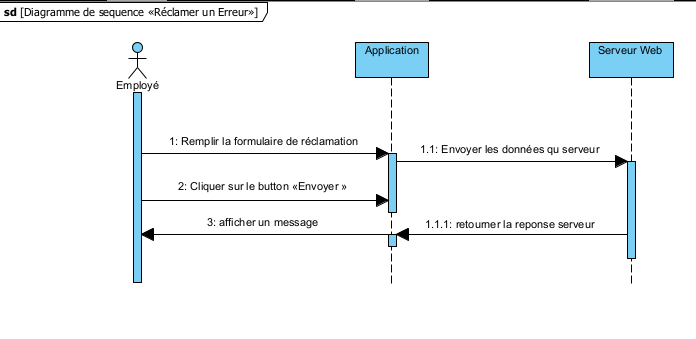 sd [Diagramme de sequence «Réclamer un Erreur»]
Application
Serveur Web
Employé
1: Remplir la formulaire de réclamation
1.1: Envoyer les données qu serveur
2: Cliquer sur le button «Envoyer »
3: afficher un message
1.1.1: retourner la reponse serveur